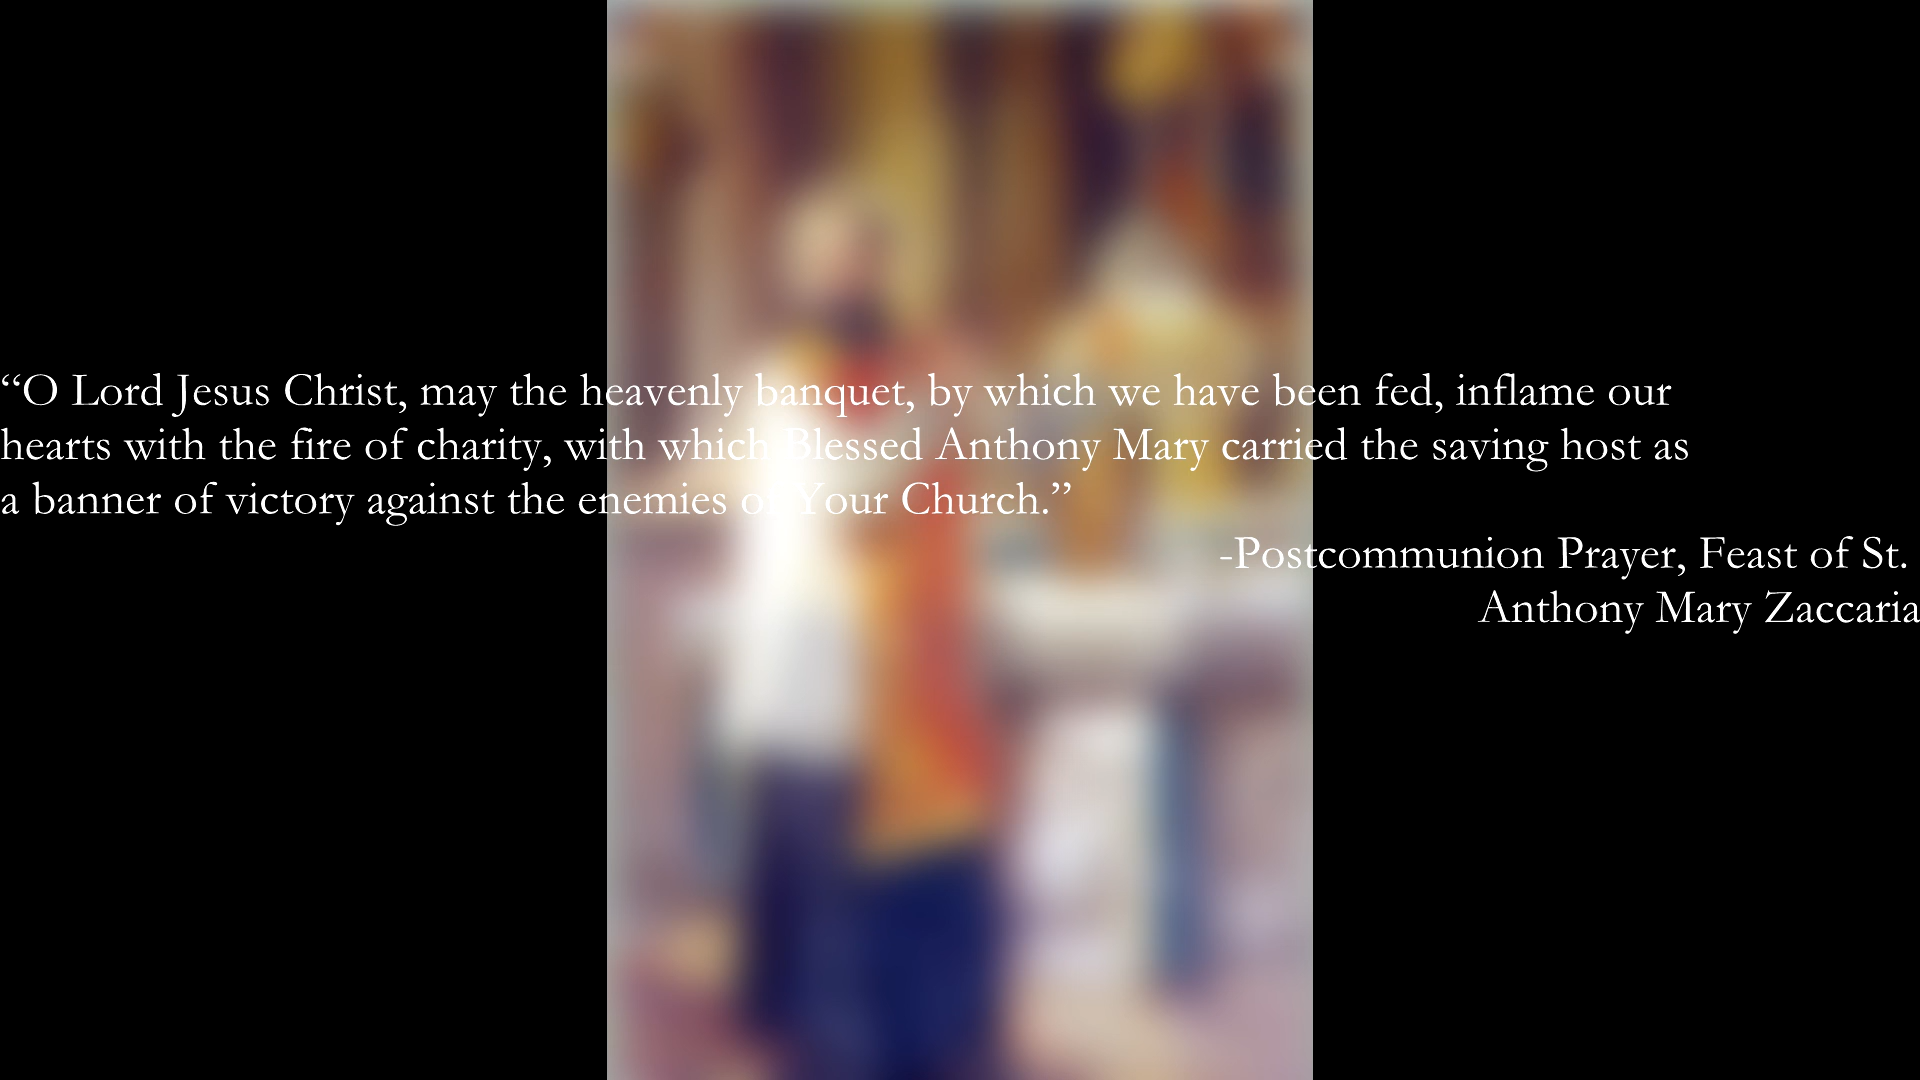 “O Lord Jesus Christ, may the heavenly banquet, by which we have been fed, inflame our
hearts with the fire of charity, with which Blessed Anthony Mary carried the saving host as
a banner of victory against the enemies of Your Church.”
-Postcommunion Prayer, Feast of St.
Anthony Mary Zaccaria